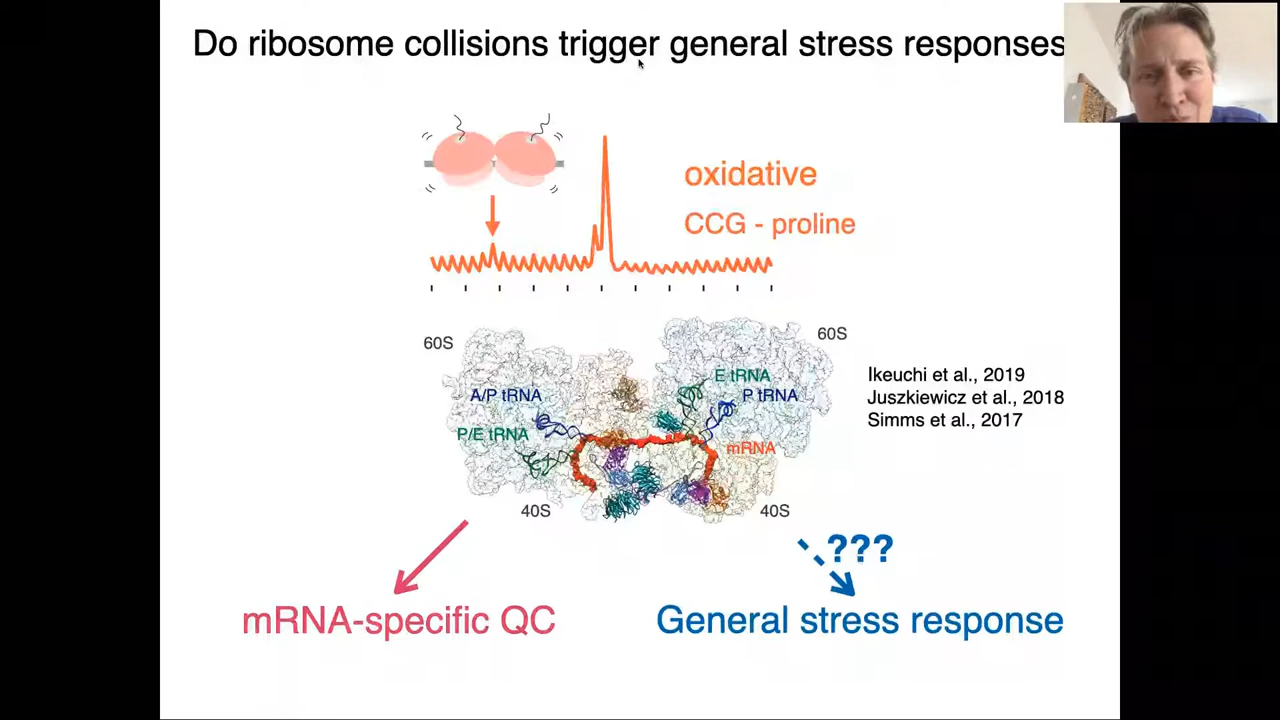 Do ribosome collisions trigger general stress responses
oxidative
CCG - proline
60S
60S
E tRNA
A/P tRNA
P tRNA
P/E tRNA
mRNA
40S
40S
Ikeuchi et al., 2019
Juszkiewicz et al., 2018
Simms et al., 2017
???
mRNA-specific QC
General stress response